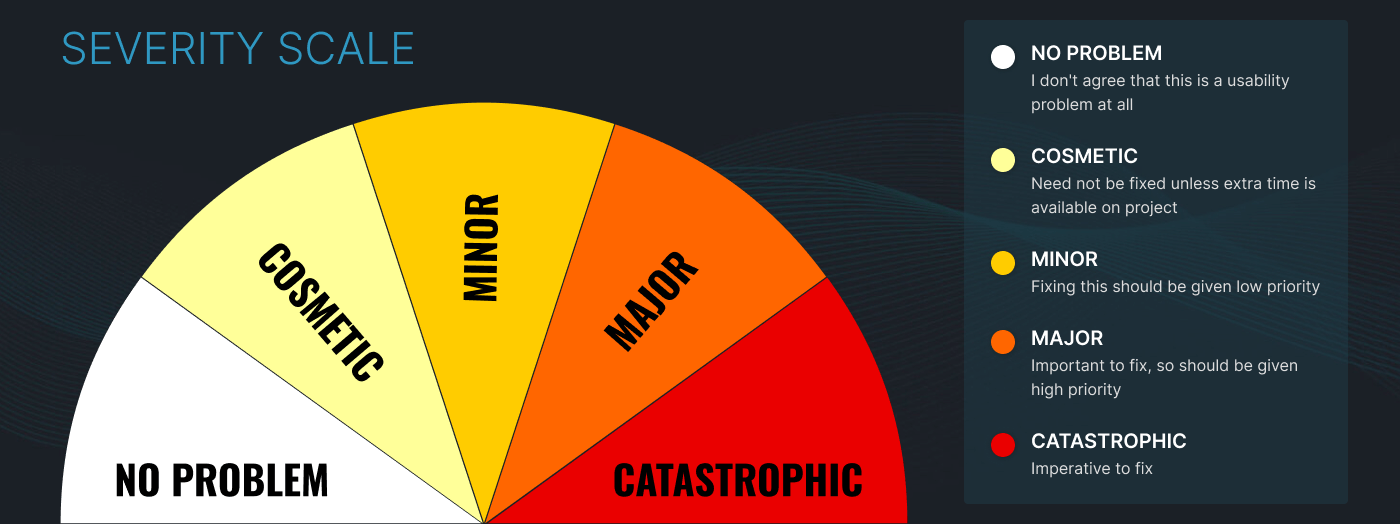 SEVERITY SCALE
NO PROBLEM
COSMETIC
MINOR
MAJOR
CATASTROPHIC
NO PROBLEM
I don't agree that this is a usability
problem at all
COSMETIC
Need not be fixed unless extra time is
available on project
MINOR
Fixing this should be given low priority
MAJOR
Important to fix, so should be given
high priority
CATASTROPHIC
Imperative to fix